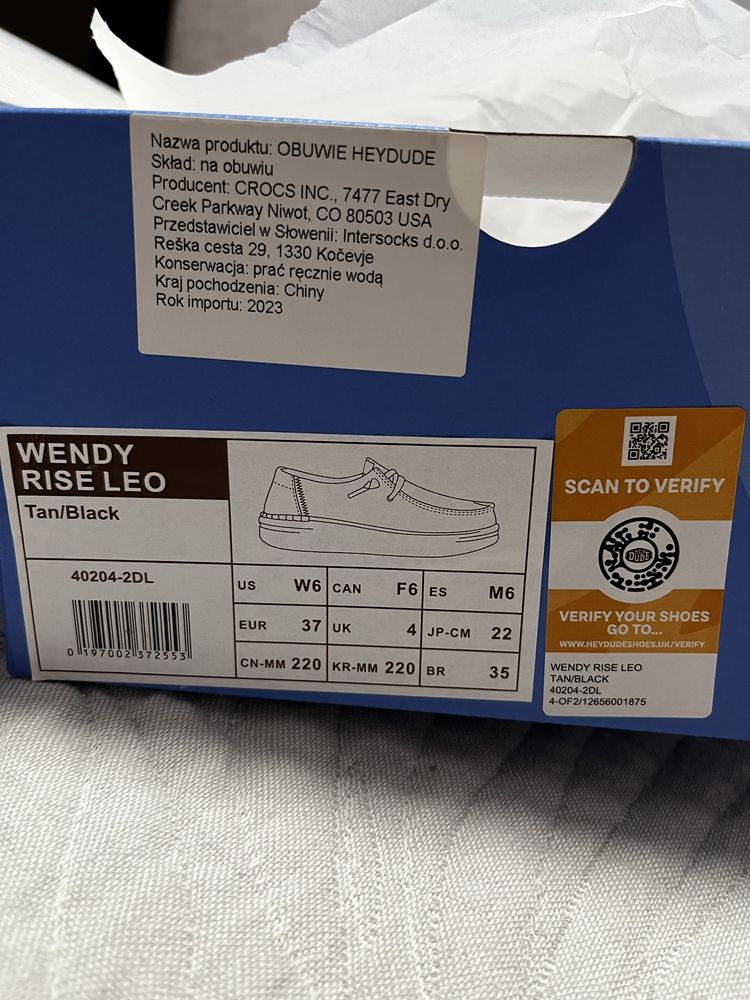 Nazwa produktu: OBUWIE HEYDUDE
Skład: na obuwiu
Producent: CROCS INC., 7477 East Dry
Creek Parkway Niwot, CO 80503 USA
Przedstawiciel w Słowenii: Intersocks d.o.o.
Reška cesta 29, 1330 Kočevje
Konserwacja: prać ręcznie wodą
Kraj pochodzenia: Chiny
Rok importu: 2023
WENDY
RISE LEO
Tan/Black
40204-2DL
0 197002 372553
US W6 CAN F6 ES M6
EUR 37 UK 4 JP-CM 22
CN-MM 220 KR-MM 220 BR 35
SCAN TO VERIFY
HEY
DUDE
VERIFY YOUR SHOES
GO TO...
WWW.HEYDUDESHOES.UK/VERIFY
WENDY RISE LEO
TAN/BLACK
40204-2DL
4-OF2/12656001875